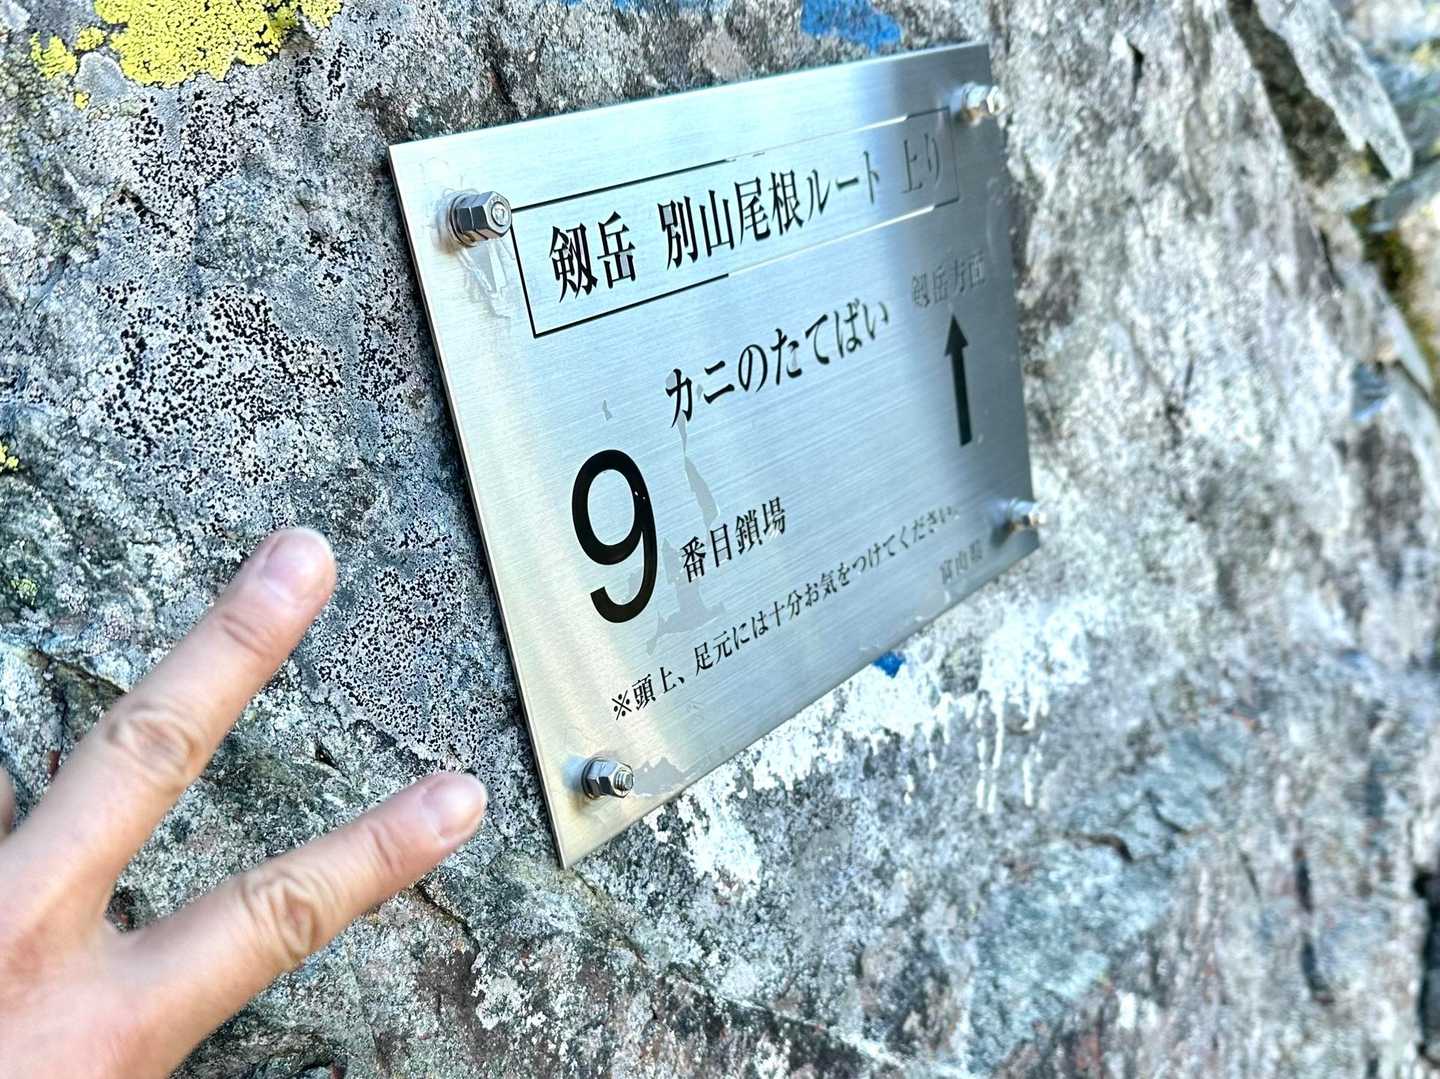 剱岳 別山尾根ルート 上り
剱岳方面
カニのたてばい
9番目鎖場
※頭上、足元には十分お気をつけてください。
富山県